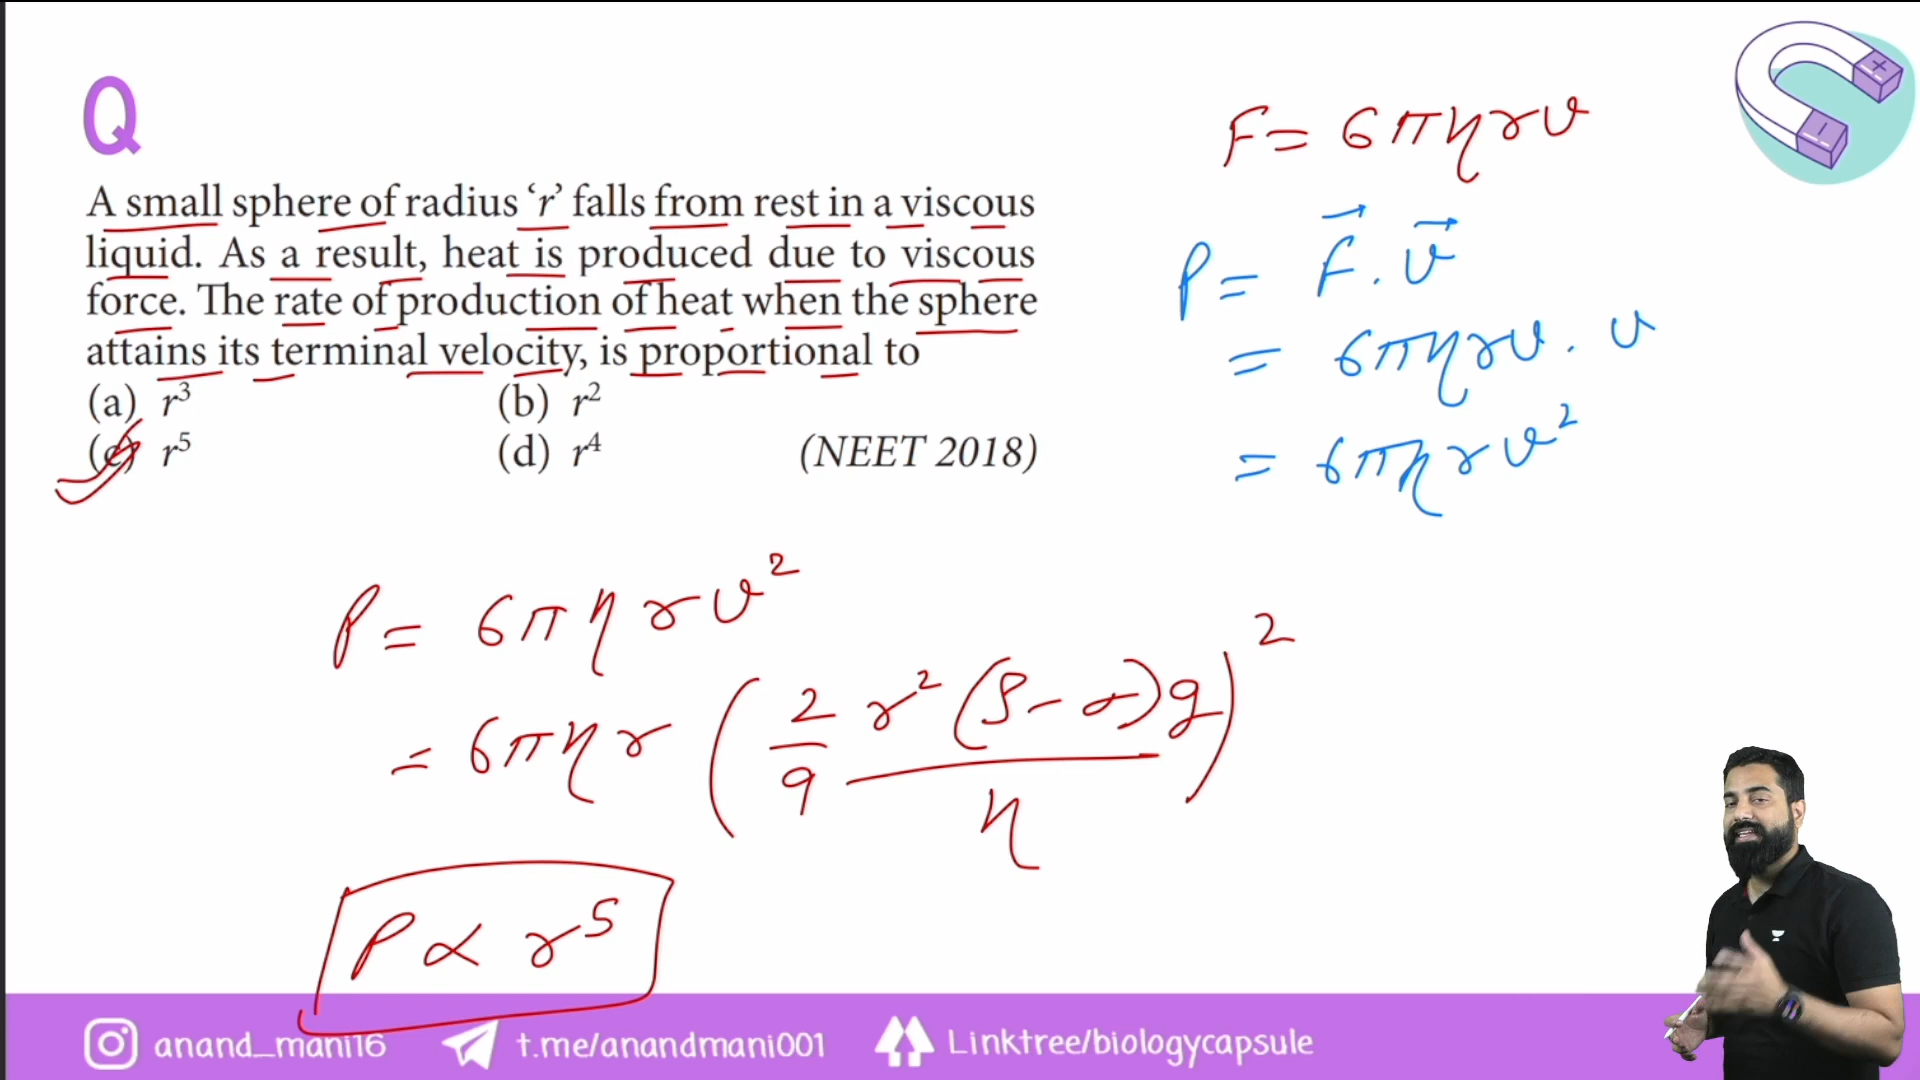 Q
A small sphere of radius ‘r’ falls from rest in a viscous
liquid. As a result, heat is produced due to viscous
force. The rate of production of heat when the sphere
attains its terminal velocity, is proportional to
(a) r³ (b) r²
(c) r⁵ (d) r⁴ (NEET 2018)
F = 6πηrv
P = F⃗ . v⃗
= 6πηrv . v
= 6πηrv²
P = 6πηrv²
= 6πηr (2/9 r²(ρ-σ)g/η)²
P ∝ r⁵
+
-
anand_mani16 t.me/anandmani001 Linktree/biologycapsule